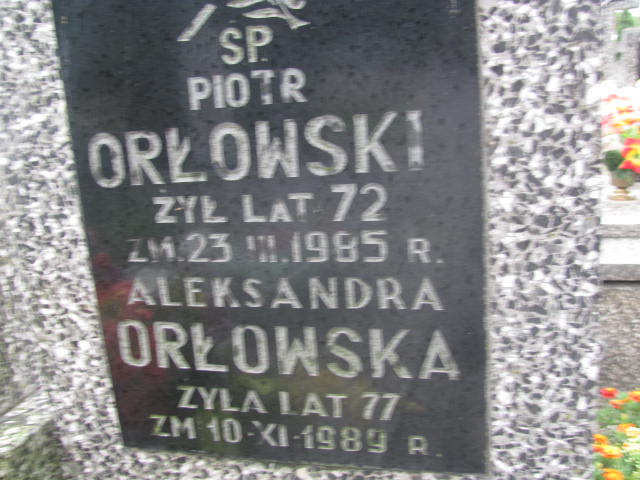 SP.
PIOTR
ORŁOWSKI
ŻYŁ LAT 72
ZM. 23 III.1985 R.
ALEKSANDRA
ORŁOWSKA
ŻYŁA LAT 77
ZM 10-XI-1989 R.